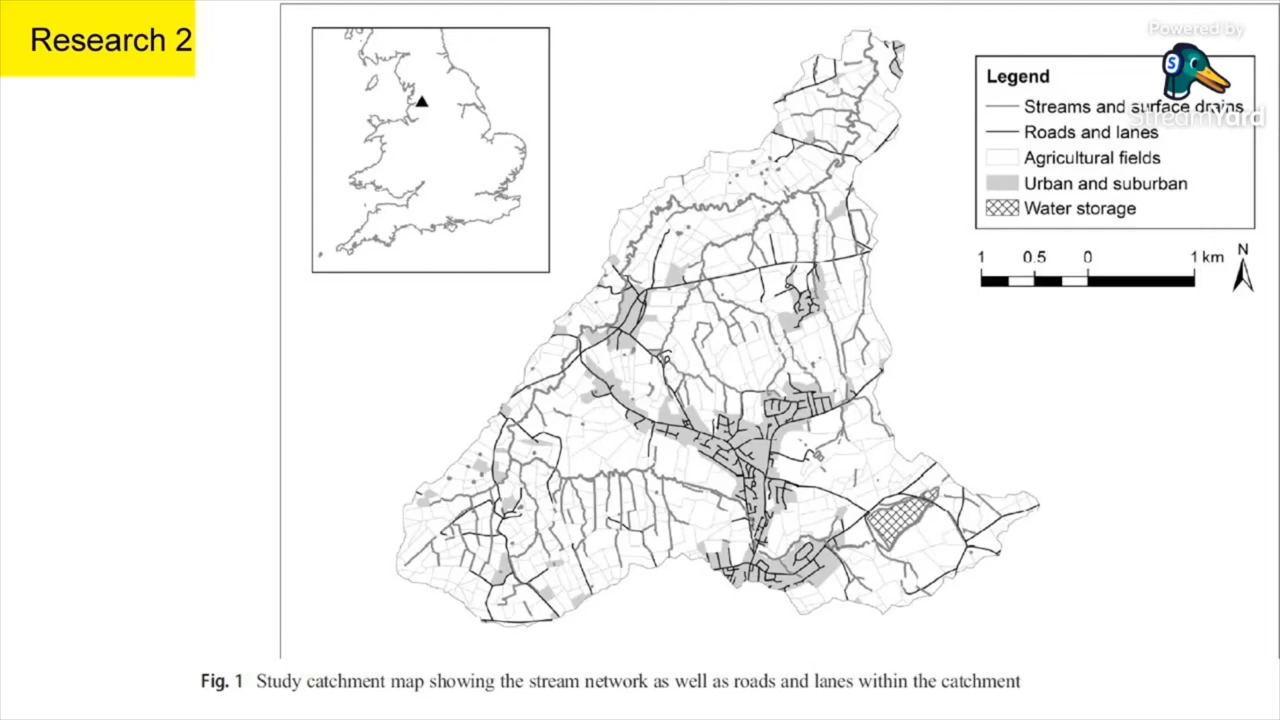 Research 2
Powered by
S
StreamYard
Legend
Streams and surface drains
Roads and lanes
Agricultural fields
Urban and suburban
Water storage
1 0.5 0 1 km
N
Fig. 1 Study catchment map showing the stream network as well as roads and lanes within the catchment